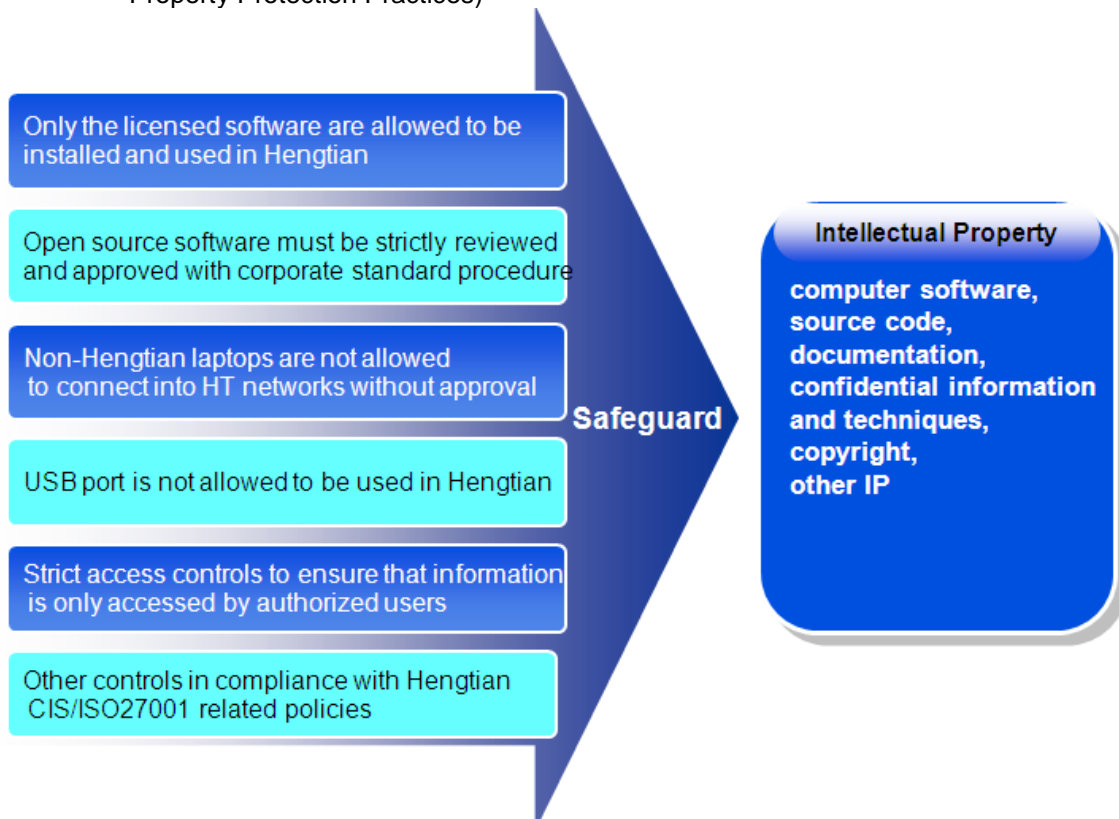 Property Protection Practices)
Only the licensed software are allowed to be
installed and used in Hengtian
Open source software must be strictly reviewed
and approved with corporate standard procedure
Non-Hengtian laptops are not allowed
to connect into HT networks without approval
USB port is not allowed to be used in Hengtian
Strict access controls to ensure that information
is only accessed by authorized users
Other controls in compliance with Hengtian
CIS/ISO27001 related policies
Safeguard
Intellectual Property
computer software,
source code,
documentation,
confidential information
and techniques,
copyright,
other IP